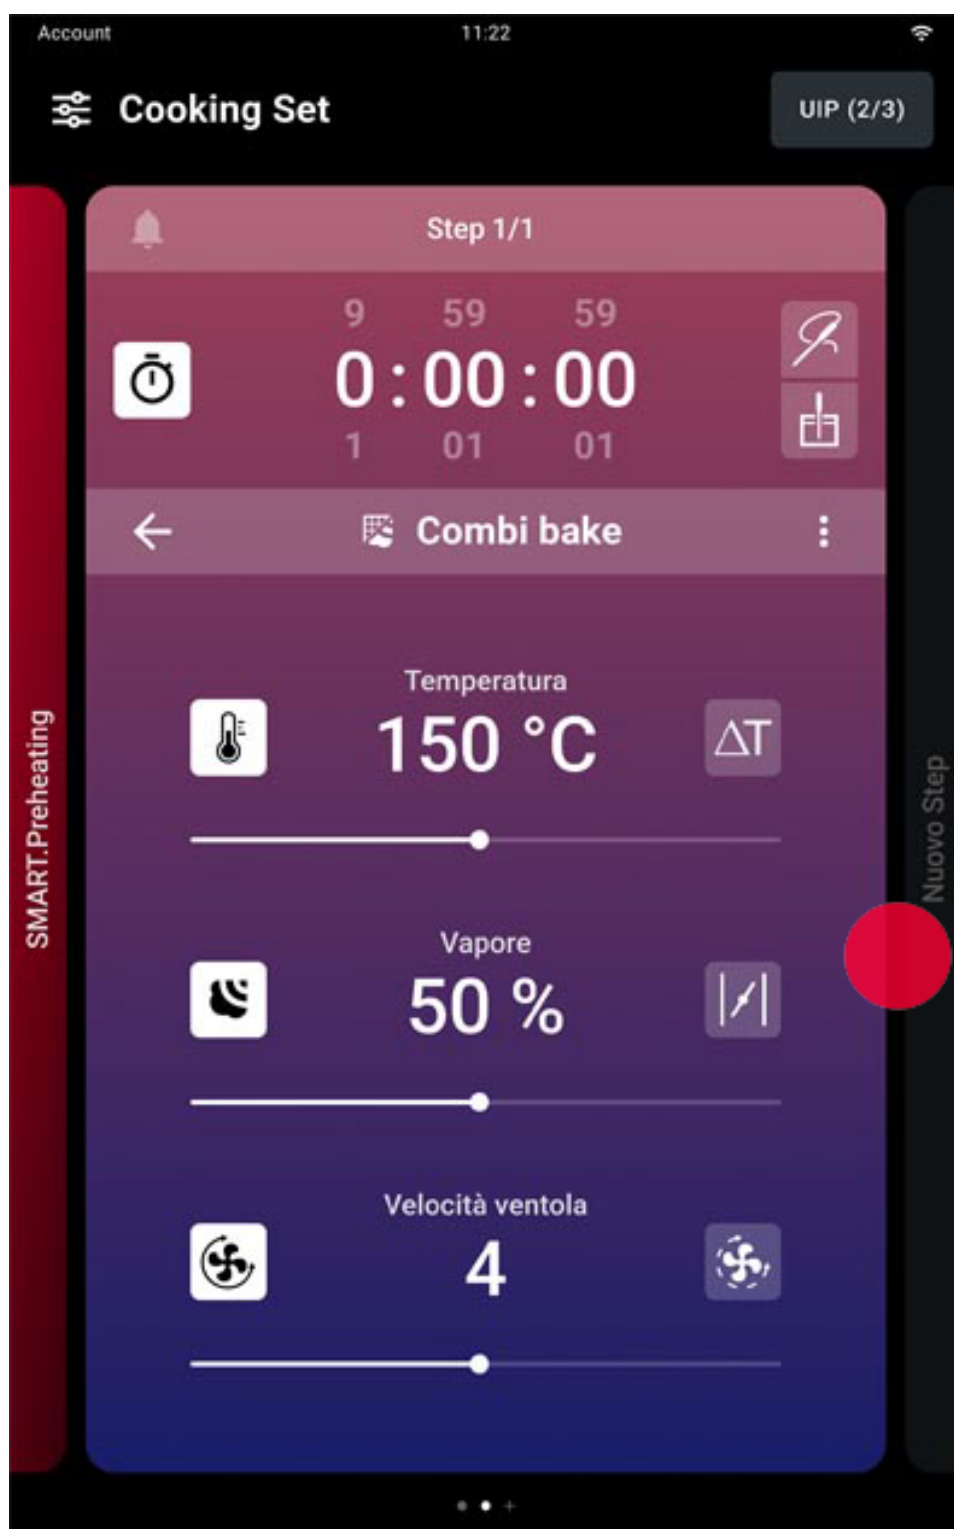 Account 11:22
Cooking Set UIP (2/3)
Step 1/1
9 59 59
0 : 00 : 00
1 01 01
Combi bake
Temperatura
150 °C
ΔT
Vapore
50 %
Velocità ventola
4
SMART.Preheating
Nuovo Step